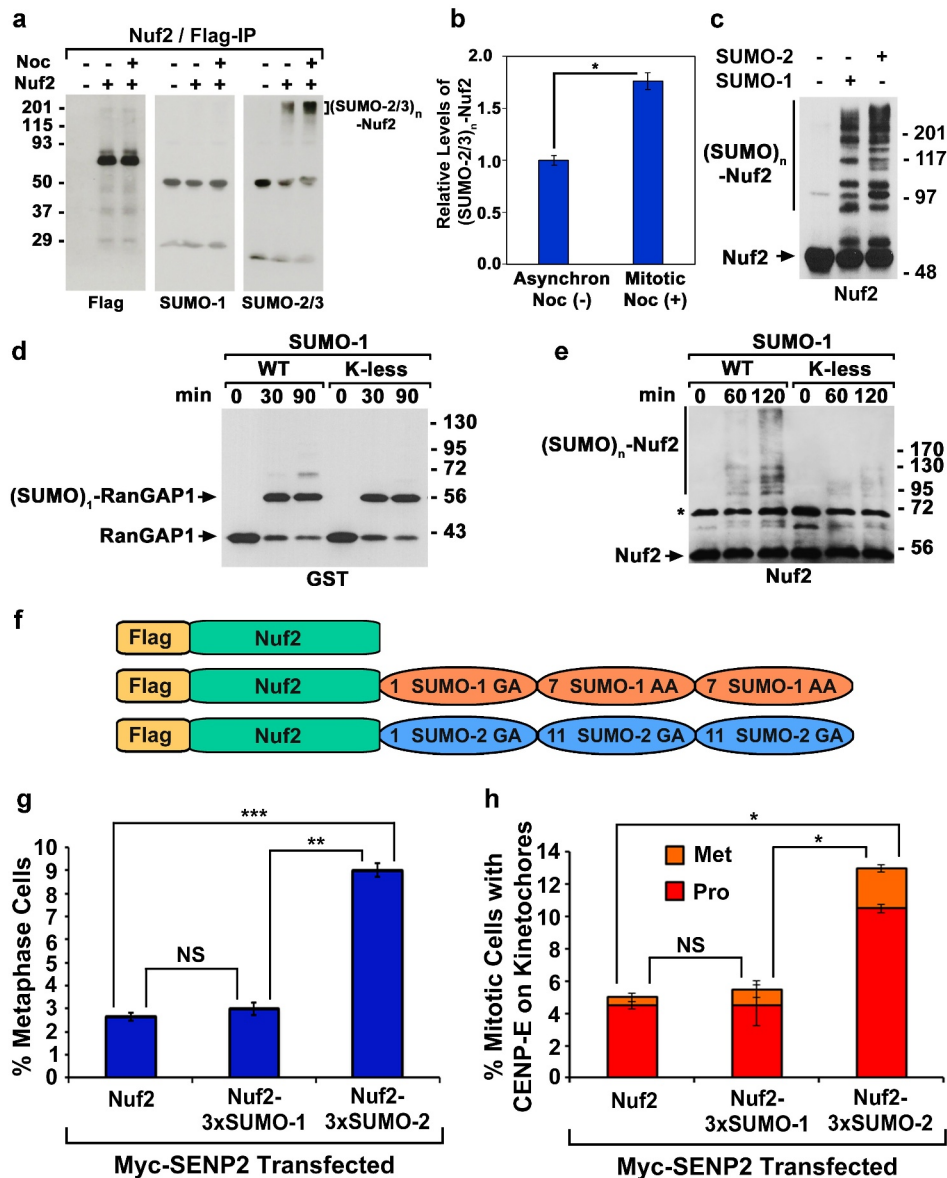 a
Nuf2 / Flag-IP
Noc - - + - - + - - +
Nuf2 - + + - + + - + +
201 -
115 -
93 -
50 -
37 -
29 -
](SUMO-2/3)n
-Nuf2
Flag SUMO-1 SUMO-2/3
b
Relative Levels of
(SUMO-2/3)n-Nuf2
2.0
1.5
1.0
0.5
0.0
*
Asynchron
Noc (-)
Mitotic
Noc (+)
c
SUMO-2 - - +
SUMO-1 - + -
(SUMO)n
-Nuf2
Nuf2
- 201
- 117
- 97
- 48
Nuf2
d
SUMO-1
WT K-less
min 0 30 90 0 30 90
- 130
- 95
- 72
- 56
- 43
(SUMO)1-RanGAP1
RanGAP1
GST
e
SUMO-1
WT K-less
min 0 60 120 0 60 120
(SUMO)n-Nuf2
*
Nuf2
- 170
- 130
- 95
- 72
- 56
Nuf2
f
Flag Nuf2
Flag Nuf2 1 SUMO-1 GA 7 SUMO-1 AA 7 SUMO-1 AA
Flag Nuf2 1 SUMO-2 GA 11 SUMO-2 GA 11 SUMO-2 GA
g
% Metaphase Cells
10
9
8
7
6
5
4
3
2
1
0
***
**
NS
Nuf2
Nuf2-
3xSUMO-1
Nuf2-
3xSUMO-2
Myc-SENP2 Transfected
h
% Mitotic Cells with
CENP-E on Kinetochores
14
12
10
8
6
4
2
0
*
*
NS
Met
Pro
Nuf2
Nuf2-
3xSUMO-1
Nuf2-
3xSUMO-2
Myc-SENP2 Transfected